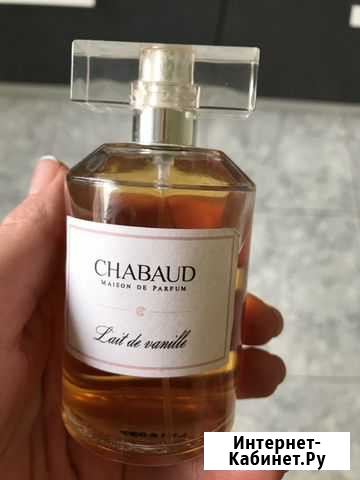 CHABAUD
MAISON DE PARFUM
Lait de vanille
Интернет-
Кабинет.Ру